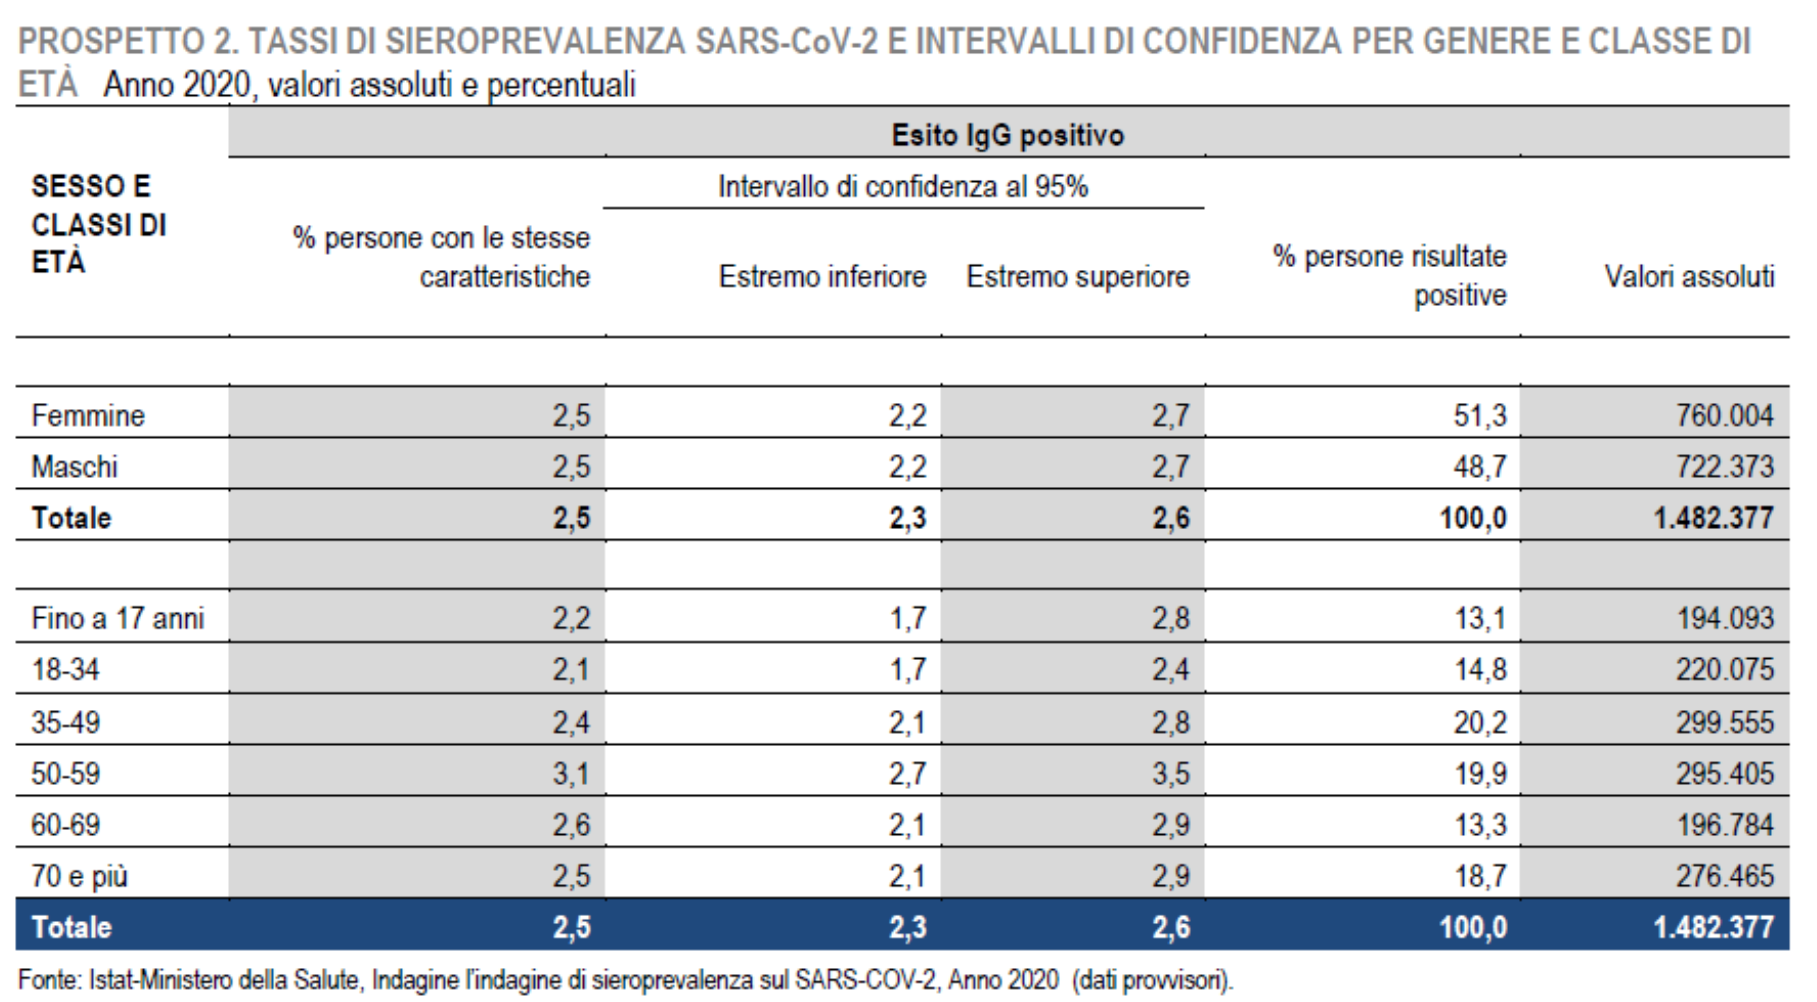 PROSPETTO 2. TASSI DI SIEROPREVALENZA SARS-CoV-2 E INTERVALLI DI CONFIDENZA PER GENERE E CLASSE DI
ETÀ Anno 2020, valori assoluti e percentuali
Esito IgG positivo
SESSO E
CLASSI DI
ETÀ
% persone con le stesse
caratteristiche
Intervallo di confidenza al 95%
Estremo inferiore Estremo superiore
% persone risultate
positive
Valori assoluti
Femmine 2,5 2,2 2,7 51,3 760.004
Maschi 2,5 2,2 2,7 48,7 722.373
Totale 2,5 2,3 2,6 100,0 1.482.377
Fino a 17 anni 2,2 1,7 2,8 13,1 194.093
18-34 2,1 1,7 2,4 14,8 220.075
35-49 2,4 2,1 2,8 20,2 299.555
50-59 3,1 2,7 3,5 19,9 295.405
60-69 2,6 2,1 2,9 13,3 196.784
70 e più 2,5 2,1 2,9 18,7 276.465
Totale 2,5 2,3 2,6 100,0 1.482.377
Fonte: Istat-Ministero della Salute, Indagine l'indagine di sieroprevalenza sul SARS-COV-2, Anno 2020 (dati provvisori).